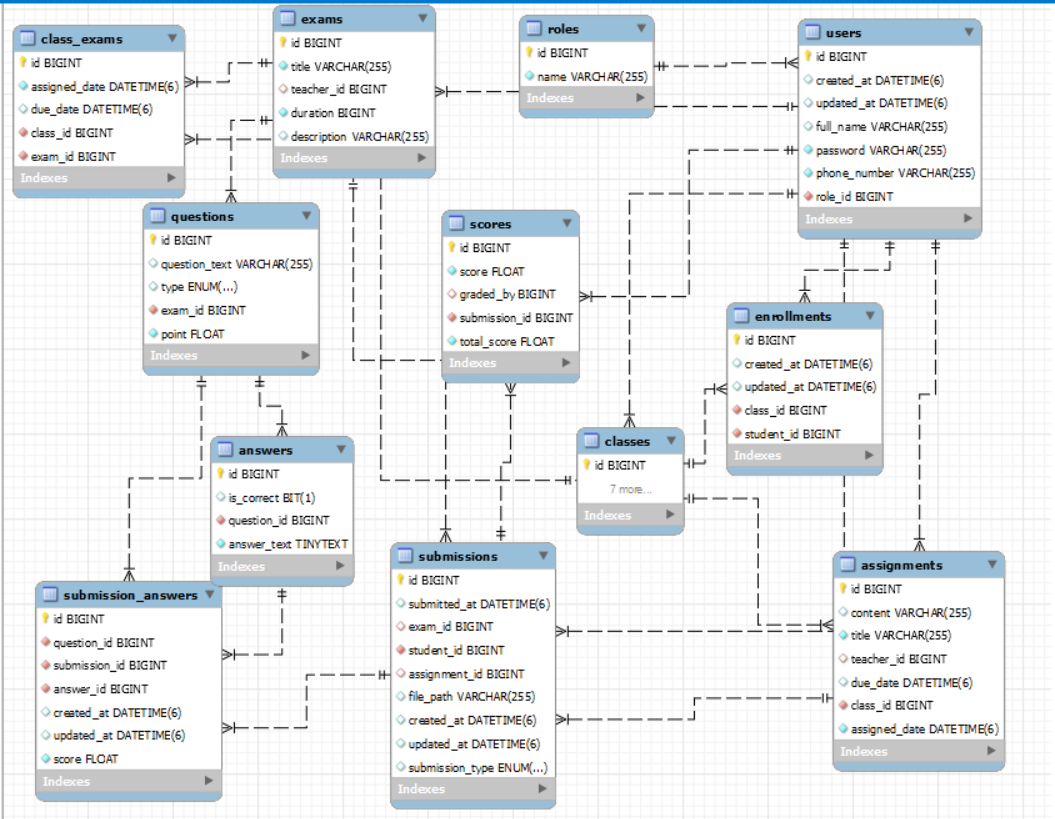 class_exams
id BIGINT
assigned_date DATETIME(6)
due_date DATETIME(6)
class_id BIGINT
exam_id BIGINT
Indexes
exams
id BIGINT
title VARCHAR(255)
teacher_id BIGINT
duration BIGINT
description VARCHAR(255)
Indexes
roles
id BIGINT
name VARCHAR(255)
Indexes
users
id BIGINT
created_at DATETIME(6)
updated_at DATETIME(6)
full_name VARCHAR(255)
password VARCHAR(255)
phone_number VARCHAR(255)
role_id BIGINT
Indexes
questions
id BIGINT
question_text VARCHAR(255)
type ENUM(...)
exam_id BIGINT
point FLOAT
Indexes
scores
id BIGINT
score FLOAT
graded_by BIGINT
submission_id BIGINT
total_score FLOAT
Indexes
enrollments
id BIGINT
created_at DATETIME(6)
updated_at DATETIME(6)
class_id BIGINT
student_id BIGINT
Indexes
answers
id BIGINT
is_correct BIT(1)
question_id BIGINT
answer_text TINYTEXT
Indexes
classes
id BIGINT
7 more...
Indexes
submission_answers
id BIGINT
question_id BIGINT
submission_id BIGINT
answer_id BIGINT
created_at DATETIME(6)
updated_at DATETIME(6)
score FLOAT
Indexes
submissions
id BIGINT
submitted_at DATETIME(6)
exam_id BIGINT
student_id BIGINT
assignment_id BIGINT
file_path VARCHAR(255)
created_at DATETIME(6)
updated_at DATETIME(6)
submission_type ENUM(...)
Indexes
assignments
id BIGINT
content VARCHAR(255)
title VARCHAR(255)
teacher_id BIGINT
due_date DATETIME(6)
class_id BIGINT
assigned_date DATETIME(6)
Indexes